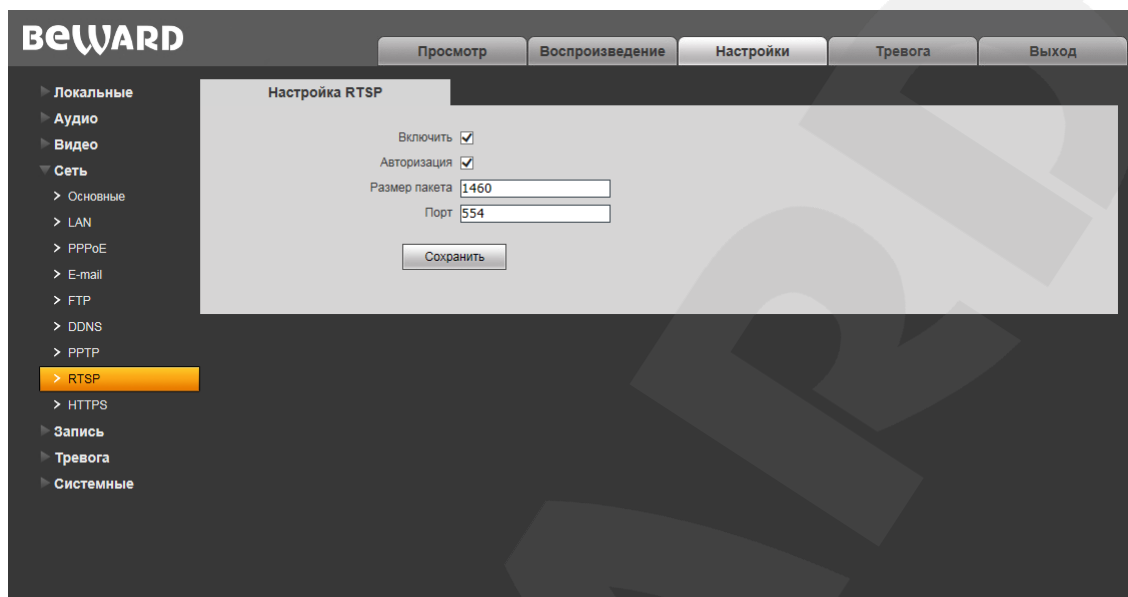 BEWARD
Просмотр
Воспроизведение
Настройки
Тревога
Выход
Локальные
Аудио
Видео
Сеть
Основные
LAN
PPPoE
E-mail
FTP
DDNS
PPTP
RTSP
HTTPS
Запись
Тревога
Системные
Настройка RTSP
Включить
Авторизация
Размер пакета 1460
Порт 554
Сохранить